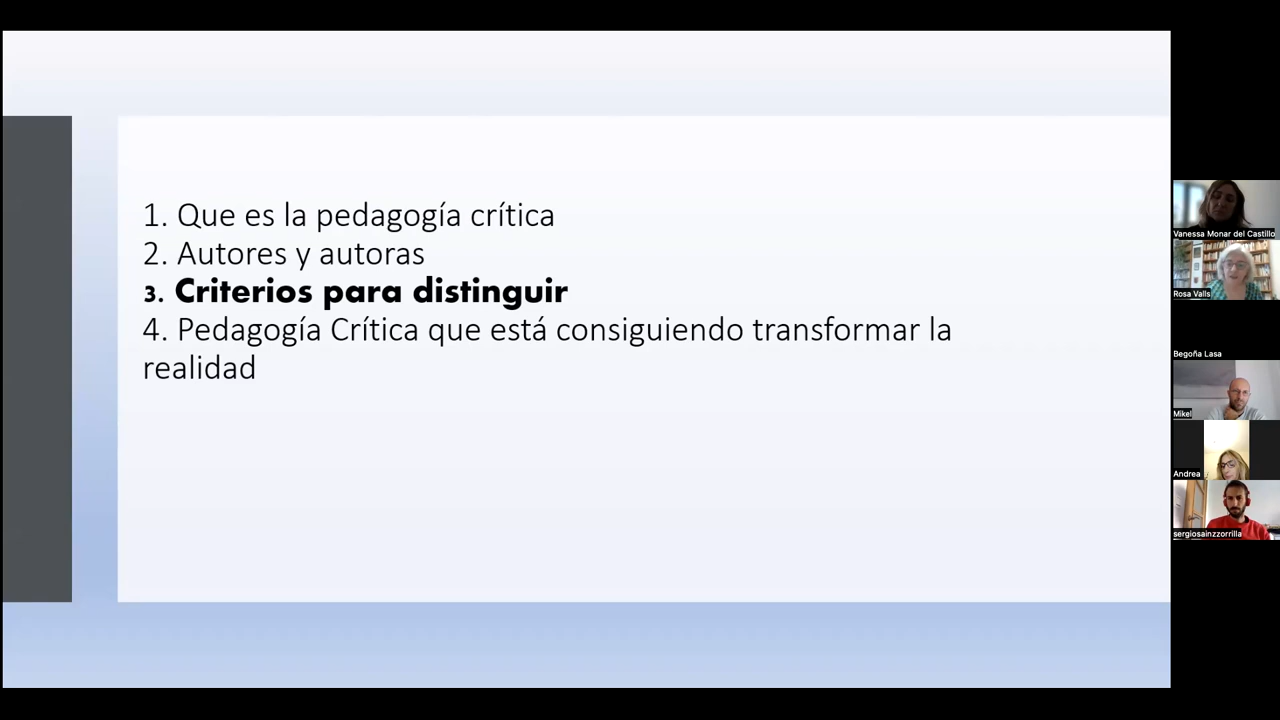 1. Que es la pedagogía crítica
2. Autores y autoras
3. Criterios para distinguir
4. Pedagogía Crítica que está consiguiendo transformar la
realidad
Vanessa Monar del Castillo
Rosa Valls
Begoña Lasa
Mikel
Andrea
sergiosainzzorrilla